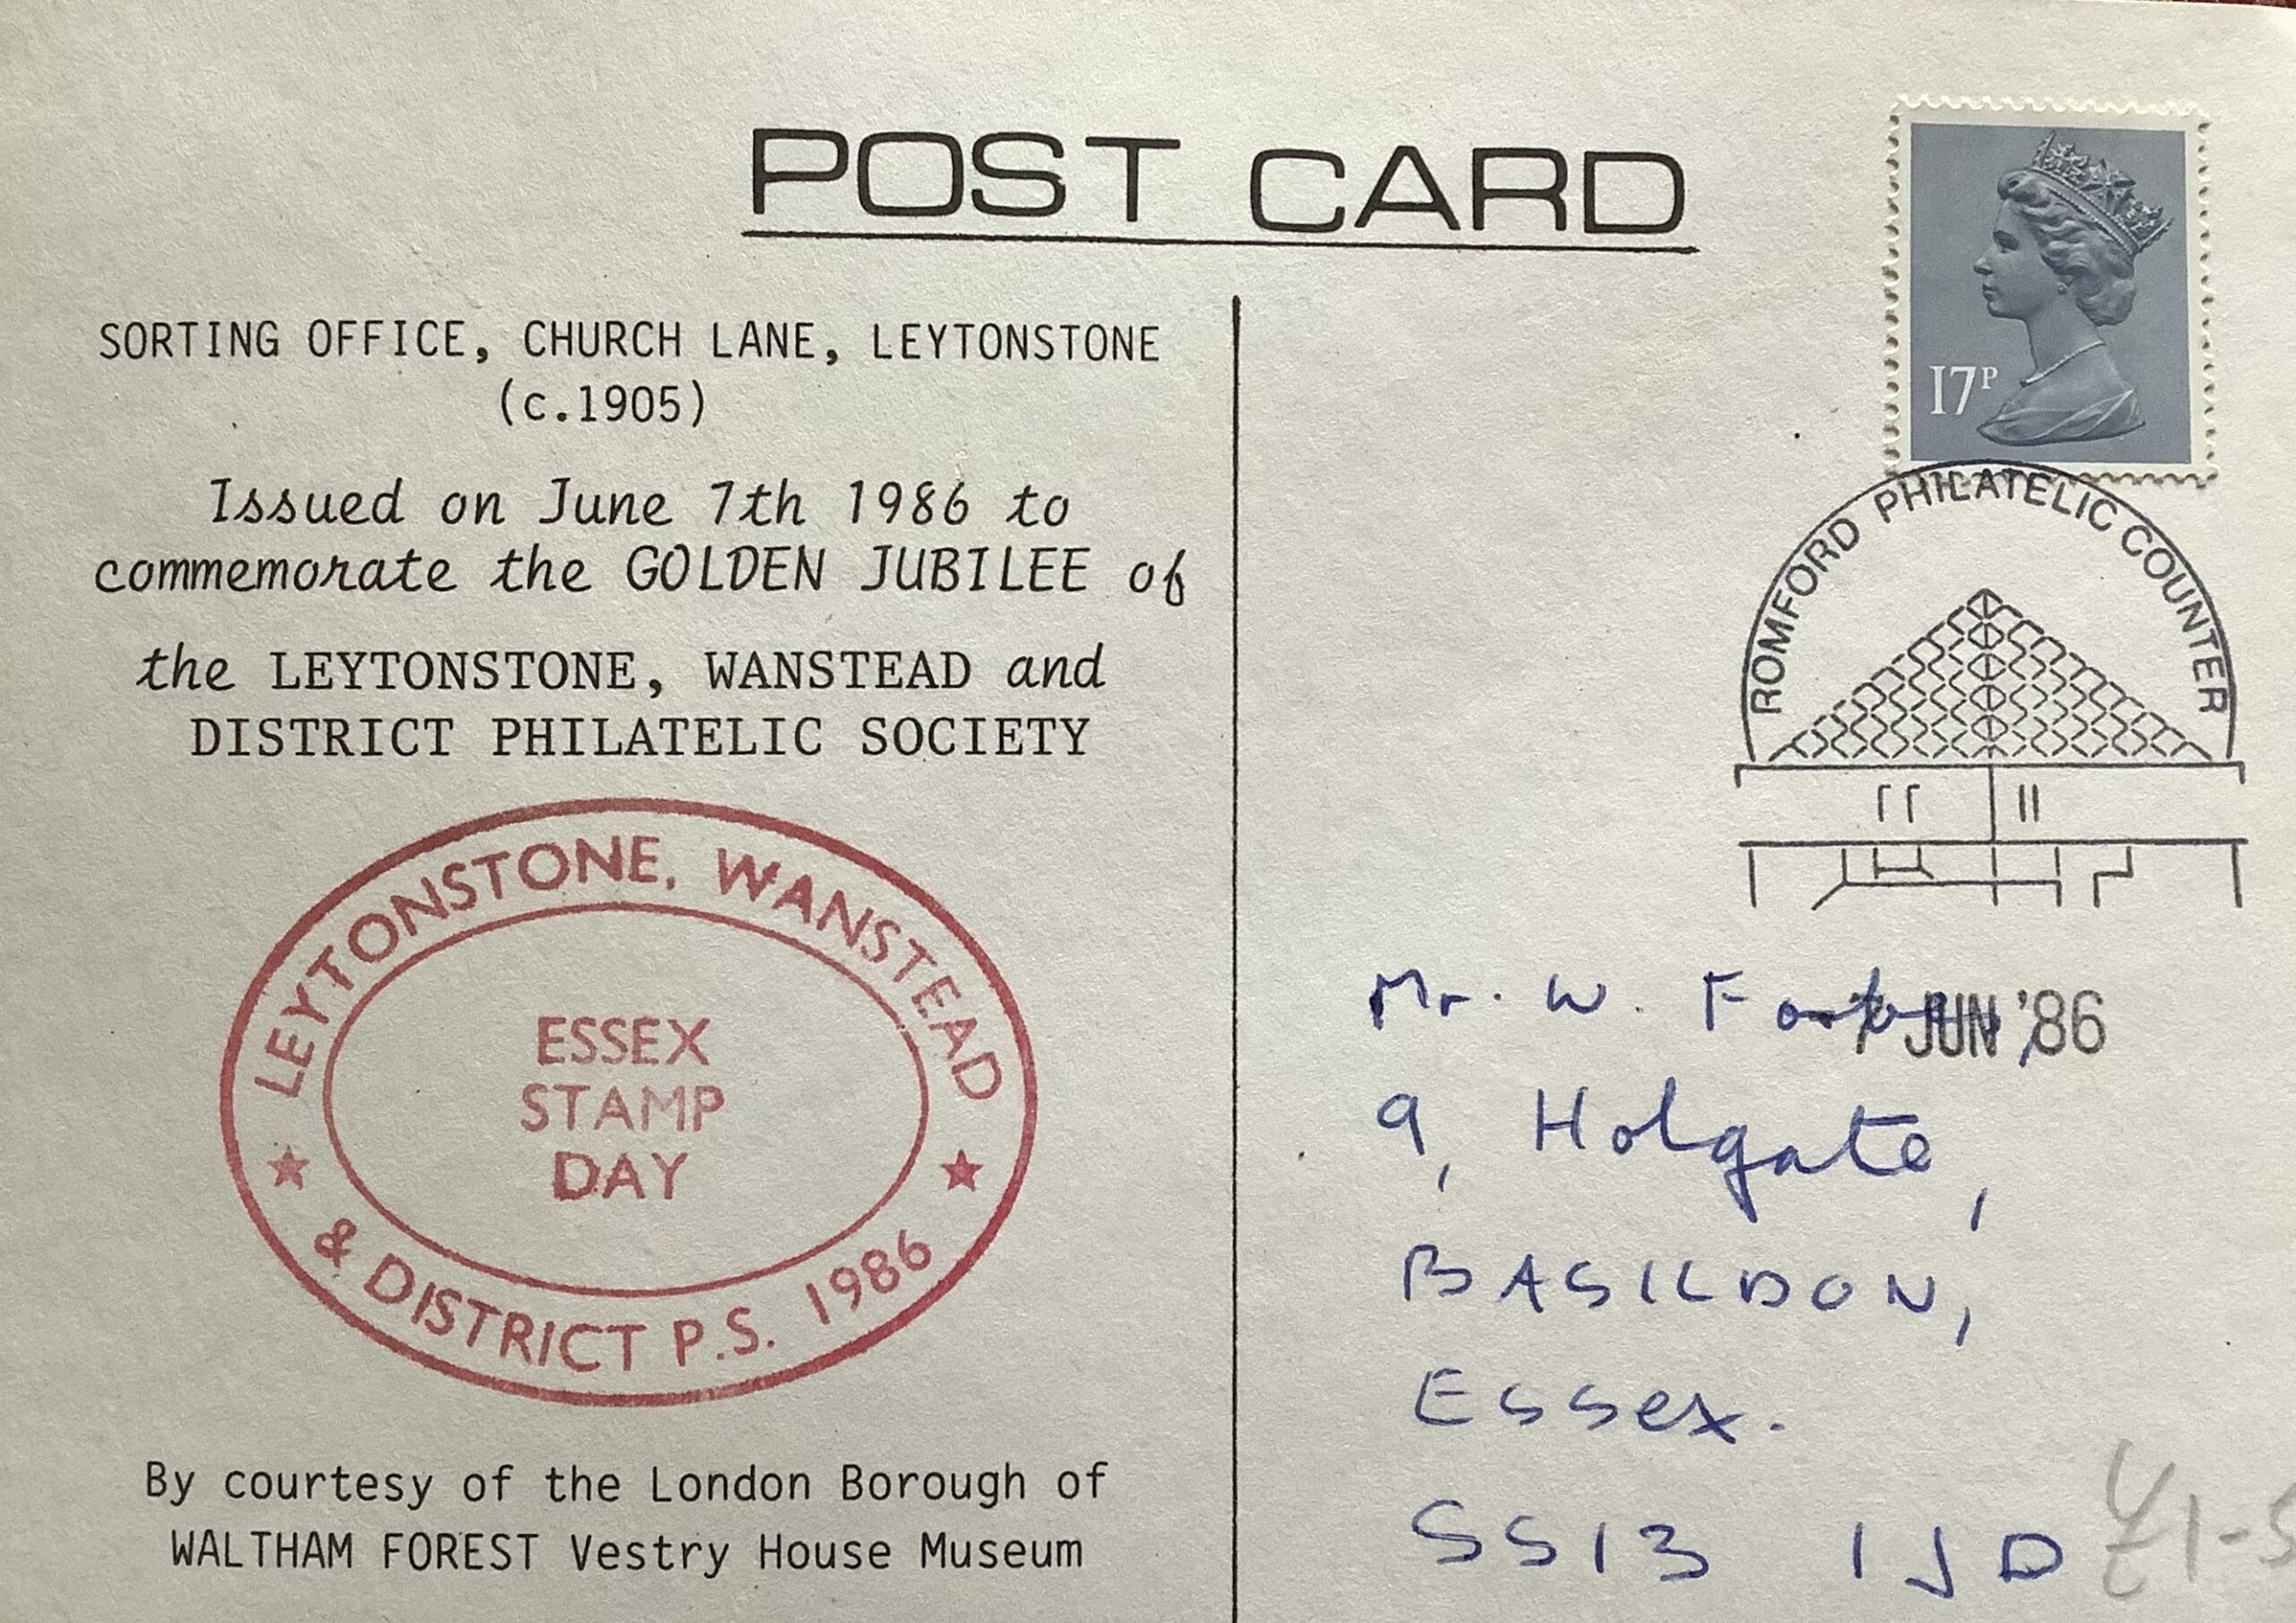 POST CARD
SORTING OFFICE, CHURCH LANE, LEYTONSTONE
(c.1905)
Issued on June 7th 1986 to
commemorate the GOLDEN JUBILEE of
the LEYTONSTONE, WANSTEAD and
DISTRICT PHILATELIC SOCIETY
LEYTONSTONE, WANSTEAD
ESSEX
STAMP
DAY
& DISTRICT P.S. 1986
By courtesy of the London Borough of
WALTHAM FOREST Vestry House Museum
17P
ROMFORD PHILATELIC COUNTER
7 JUN '86
Mr. W.
9, Holgate,
BASILDON,
Essex.
SS13 1JD
£1-5